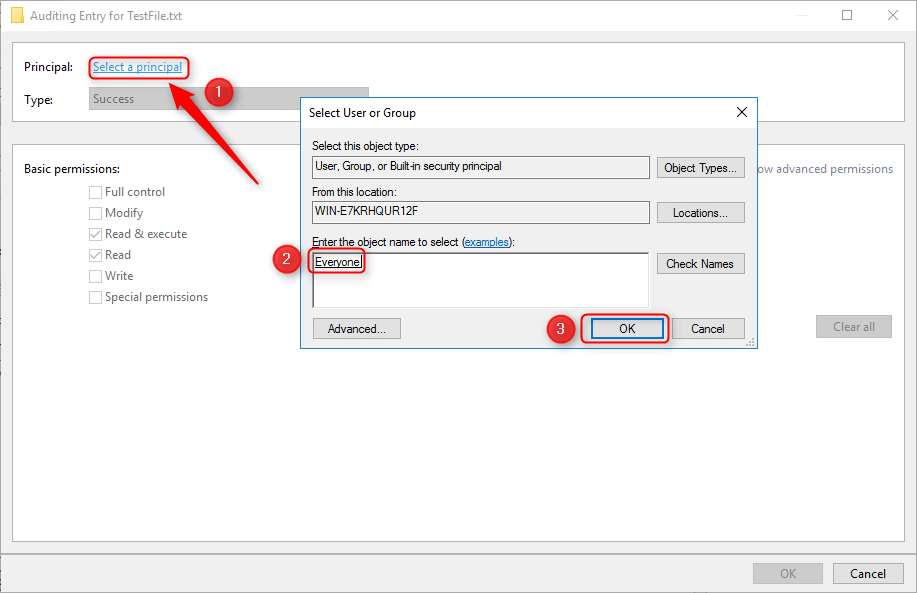 Auditing Entry for TestFile.txt
Principal: Select a principal
1
Type: Success
Basic permissions:
Full control
Modify
Read & execute
Read
Write
Special permissions
Select User or Group
Select this object type:
User, Group, or Built-in security principal Object Types...
From this location:
WIN-E7KRHQUR12F Locations...
Enter the object name to select (examples):
2 Everyone Check Names
Advanced... 3 OK Cancel
ow advanced permissions
Clear all
OK Cancel